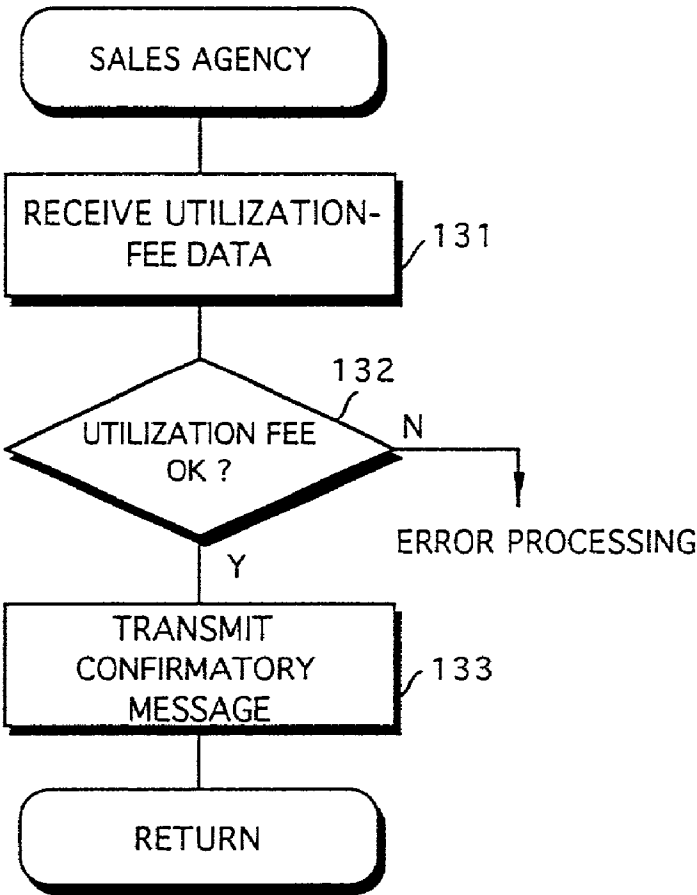 SALES AGENCY
RECEIVE UTILIZATION-
FEE DATA
131
132
UTILIZATION FEE
OK ?
N
ERROR PROCESSING
Y
TRANSMIT
CONFIRMATORY
MESSAGE
133
RETURN